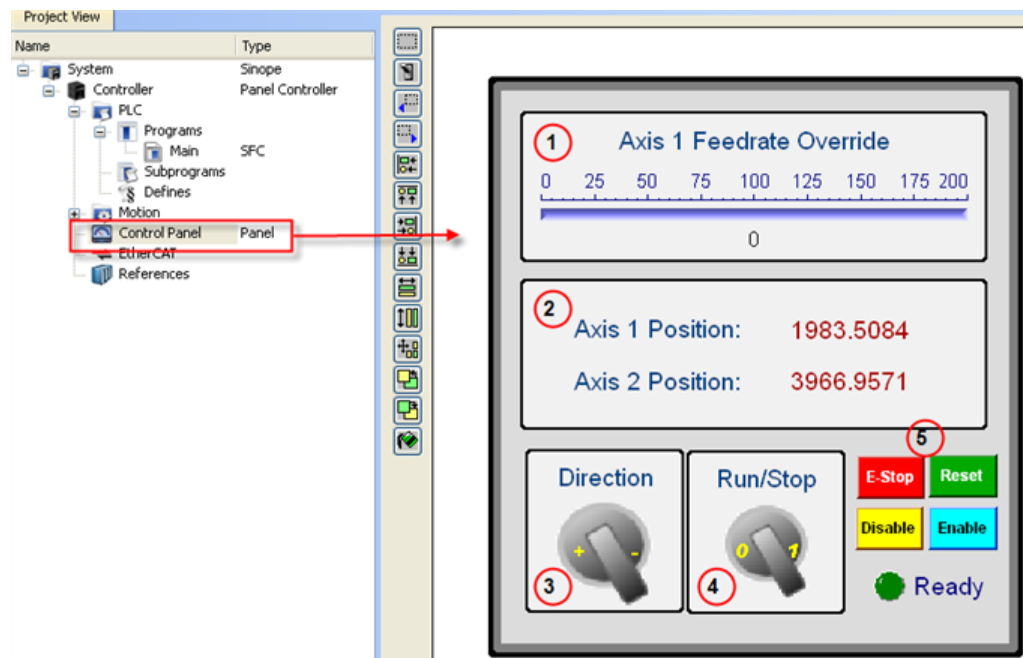 Project View
Name Type
System Sinope
Controller Panel Controller
PLC
Programs
Main SFC
Subprograms
Defines
Motion
Control Panel Panel
EtherCAT
References
1 Axis 1 Feedrate Override
0 25 50 75 100 125 150 175 200
0
2
Axis 1 Position: 1983.5084
Axis 2 Position: 3966.9571
5
Direction
+ -
3
Run/Stop
0 1
4
E-Stop Reset
Disable Enable
Ready